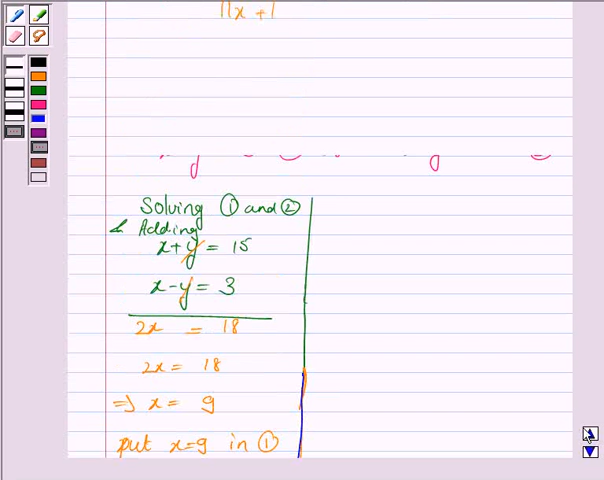 11x + 1
Solving ① and ②
& Adding
x + y = 15
x - y = 3
2x = 18
2x = 18
=> x = 9
put x = 9 in ①